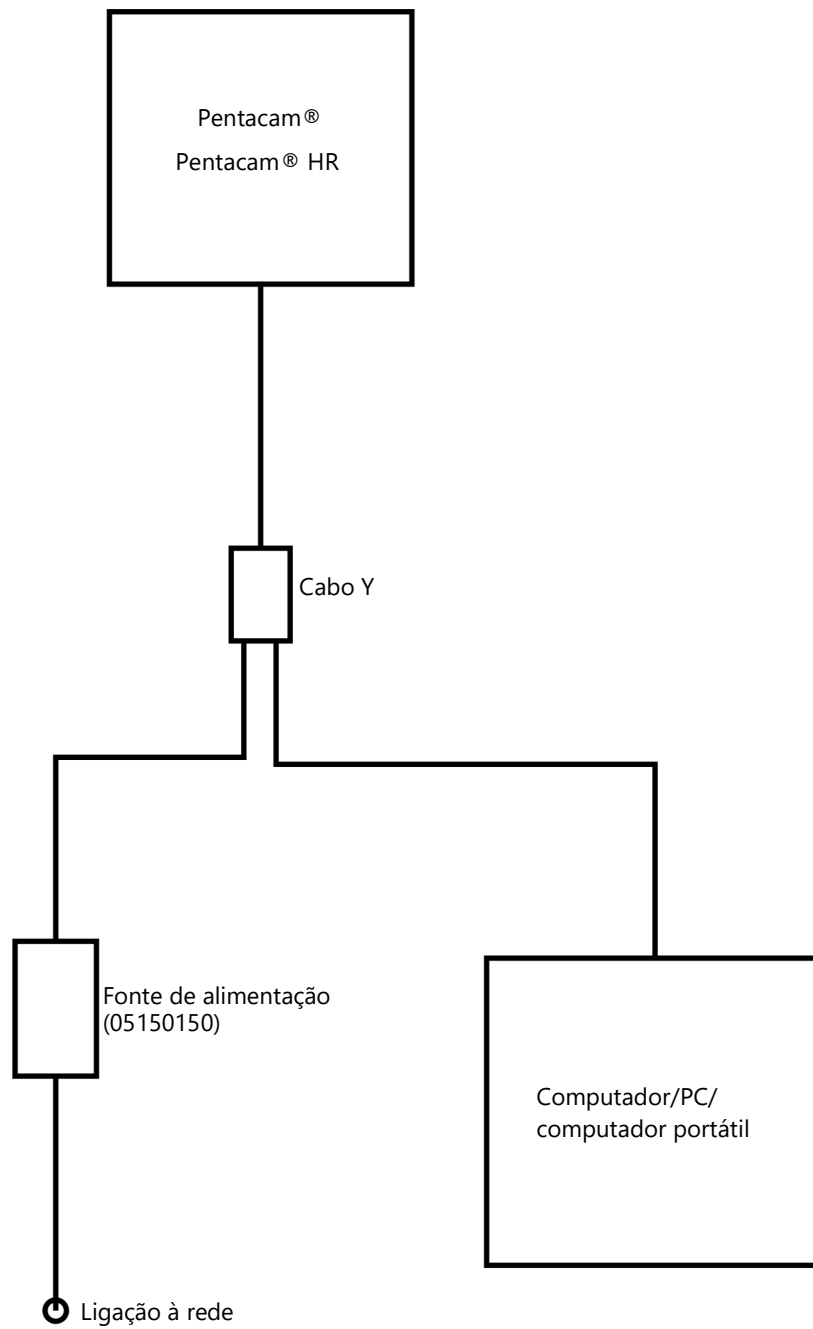 Pentacam®
Pentacam® HR
Cabo Y
Fonte de alimentação
(05150150)
Computador/PC/
computador portátil
Ligação à rede